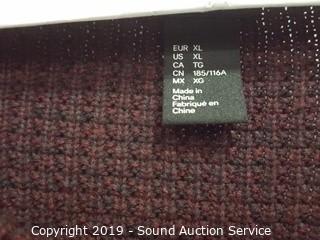 EUR XL
US XL
CA TG
CN 185/116A
MX XG
Made in
China
Fabriqué en
Chine
Copyright 2019 - Sound Auction Service